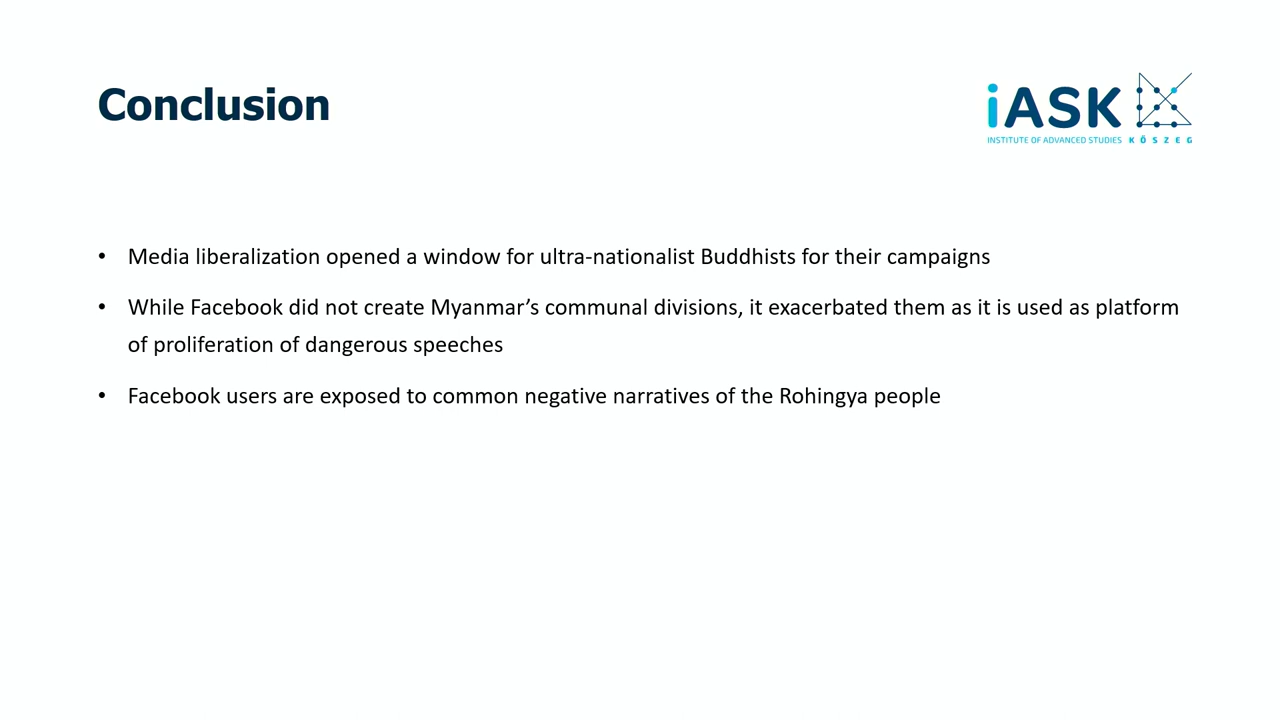 Conclusion
iASK
INSTITUTE OF ADVANCED STUDIES KŐSZEG
• Media liberalization opened a window for ultra-nationalist Buddhists for their campaigns
• While Facebook did not create Myanmar’s communal divisions, it exacerbated them as it is used as platform
of proliferation of dangerous speeches
• Facebook users are exposed to common negative narratives of the Rohingya people